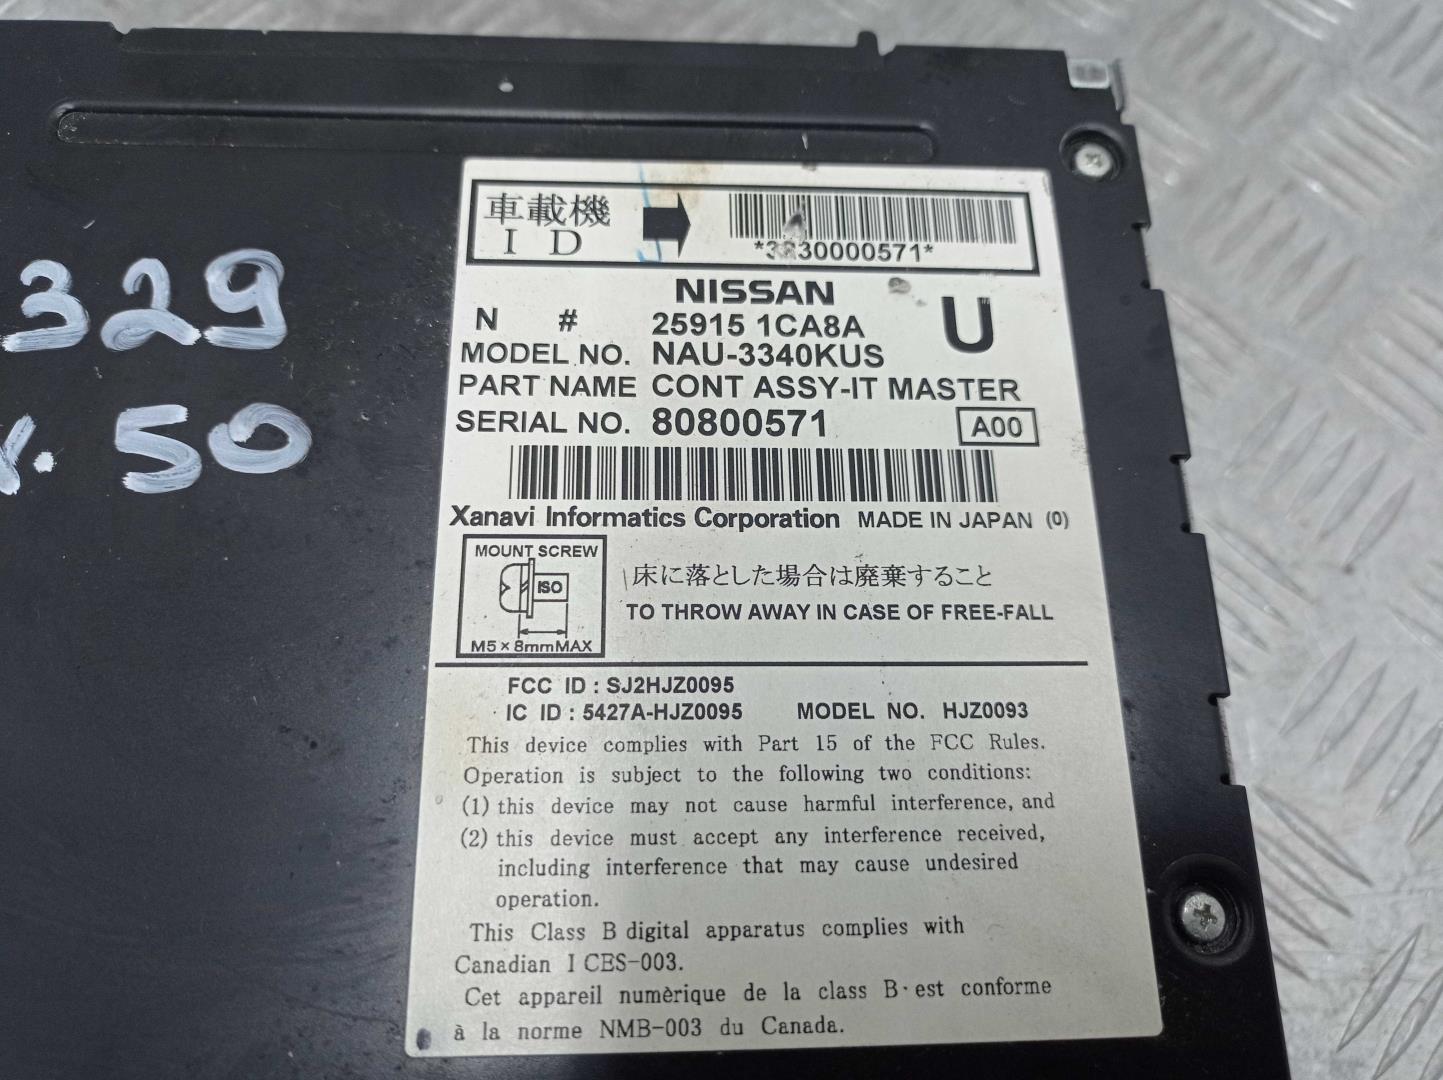 車載機
I D
*3330000571*
NISSAN
N # 25915 1CA8A U
MODEL NO. NAU-3340KUS
PART NAME CONT ASSY-IT MASTER
SERIAL NO. 80800571 A00
Xanavi Informatics Corporation MADE IN JAPAN (0)
MOUNT SCREW
ISO
M5×8mmMAX
床に落とした場合は廃棄すること
TO THROW AWAY IN CASE OF FREE-FALL
FCC ID : SJ2HJZ0095
IC ID : 5427A-HJZ0095 MODEL NO. HJZ0093
This device complies with Part 15 of the FCC Rules.
Operation is subject to the following two conditions:
(1) this device may not cause harmful interference, and
(2) this device must accept any interference received,
including interference that may cause undesired
operation.
This Class B digital apparatus complies with
Canadian ICES-003.
Cet appareil numèrique de la class B·est conforme
à la norme NMB-003 du Canada.
329
50